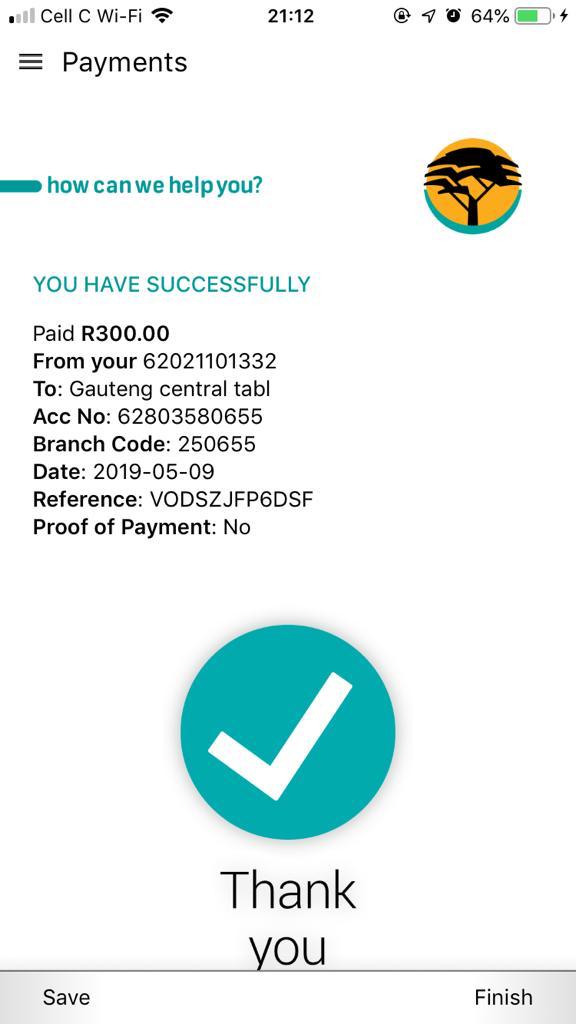 Cell C Wi-Fi 21:12 64%
Payments
how can we help you?
YOU HAVE SUCCESSFULLY
Paid R300.00
From your 62021101332
To: Gauteng central tabl
Acc No: 62803580655
Branch Code: 250655
Date: 2019-05-09
Reference: VODSZJFP6DSF
Proof of Payment: No
Thank
you
Save Finish